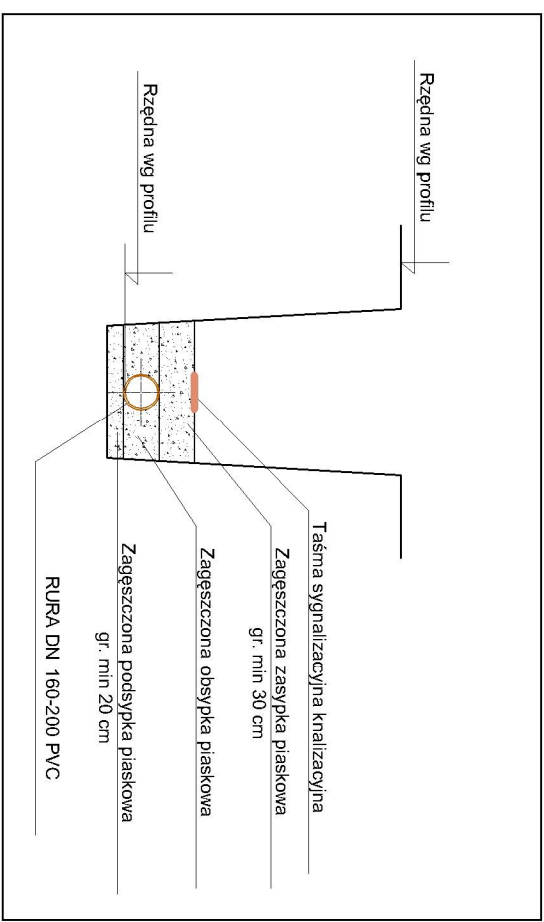 Rzędna wg profilu
Rzędna wg profilu
Taśma sygnalizacyjna knalizacyjna
Zagęszczona zasypka piaskowa
gr. min 30 cm
Zagęszczona obsypka piaskowa
Zagęszczona podsypka piaskowa
gr. min 20 cm
RURA DN 160-200 PVC